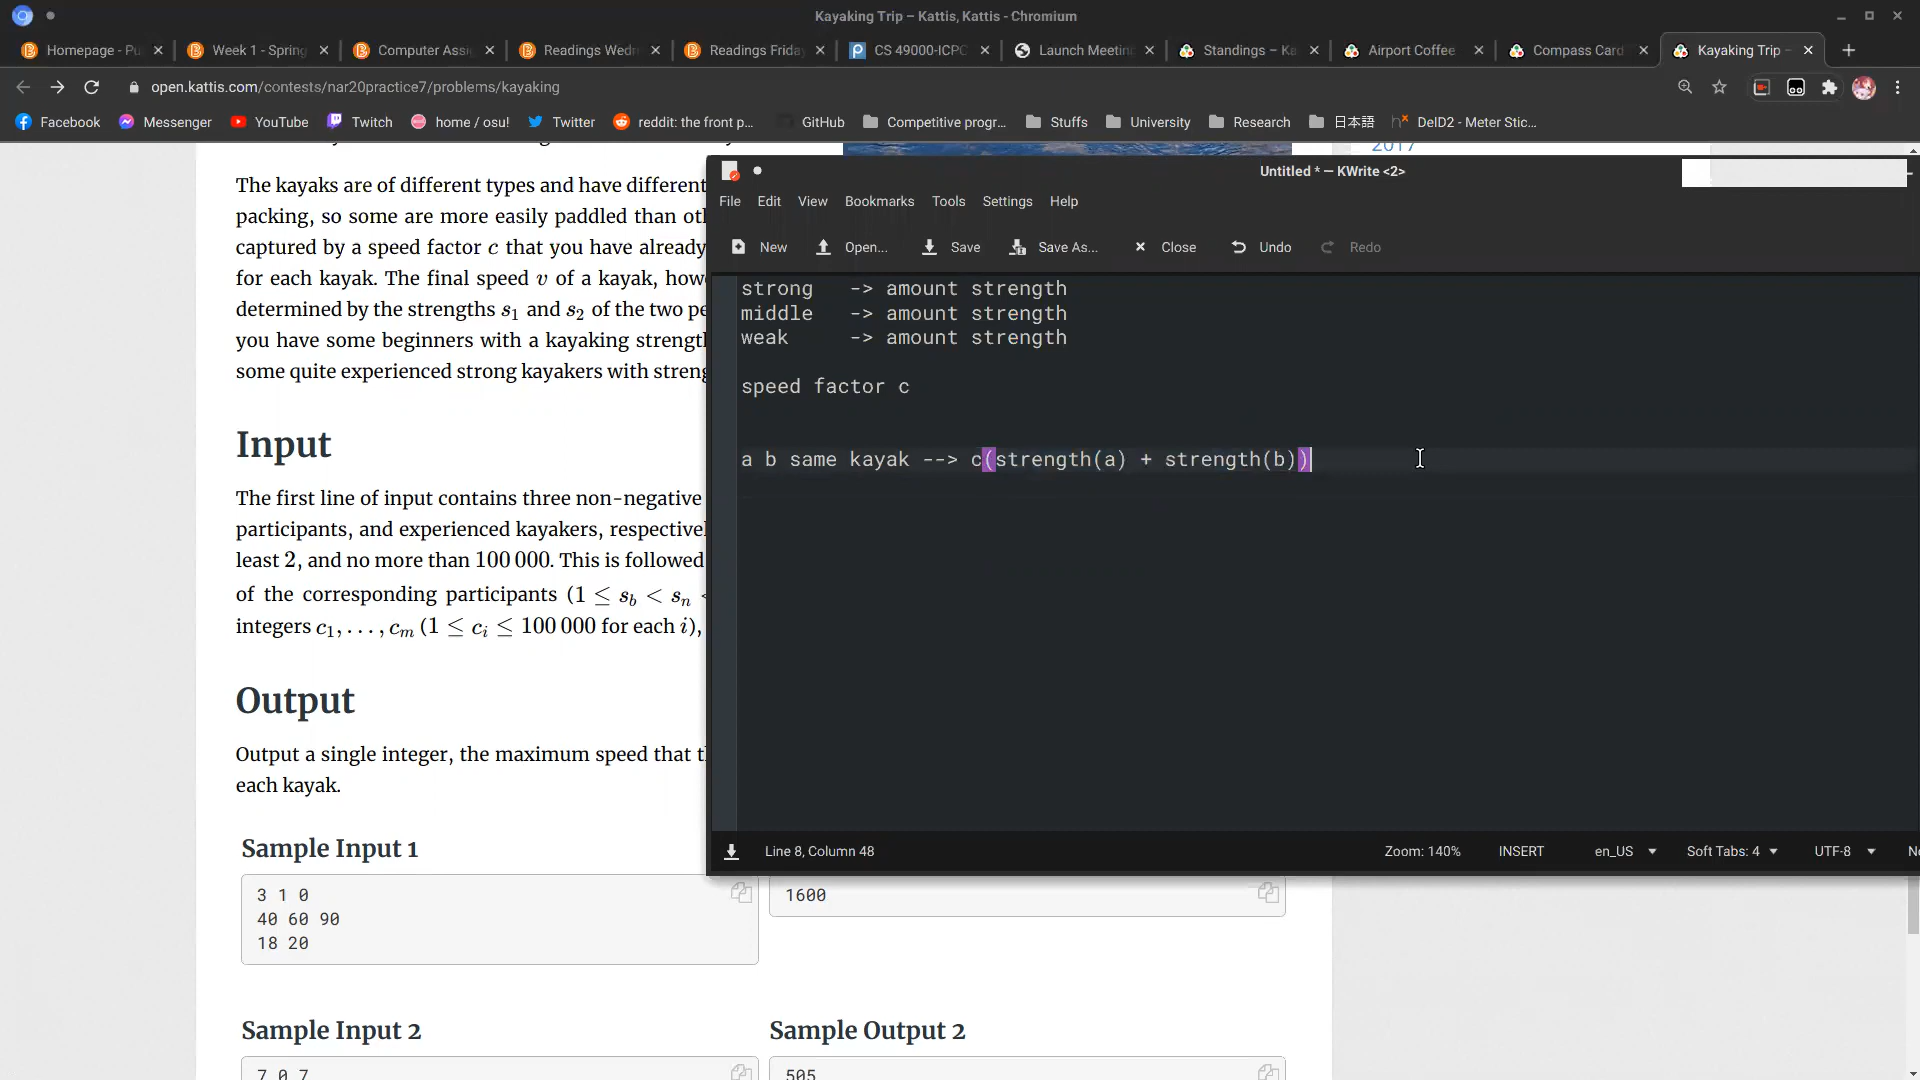 Kayaking Trip – Kattis, Kattis - Chromium
Homepage - Pu
Week 1 - Spring
Computer Assi
Readings Wedn
Readings Friday
CS 49000-ICPC
Launch Meetin
Standings – Ka
Airport Coffee
Compass Card
Kayaking Trip –
open.kattis.com/contests/nar20practice7/problems/kayaking
Facebook
Messenger
YouTube
Twitch
home / osu!
Twitter
reddit: the front p...
GitHub
Competitive progr...
Stuffs
University
Research
日本語
DelD2 - Meter Stic...
2017
The kayaks are of different types and have different
packing, so some are more easily paddled than oth
captured by a speed factor c that you have already
for each kayak. The final speed v of a kayak, howe
determined by the strengths s1 and s2 of the two pe
you have some beginners with a kayaking strength
some quite experienced strong kayakers with streng
Input
The first line of input contains three non-negative
participants, and experienced kayakers, respectivel
least 2, and no more than 100 000. This is followed
of the corresponding participants (1 ≤ sb < sn <
integers c1, . . . , cm (1 ≤ ci ≤ 100 000 for each i),
Output
Output a single integer, the maximum speed that th
each kayak.
Sample Input 1
3 1 0
40 60 90
18 20
1600
Sample Input 2
Sample Output 2
7 0 7
505
Untitled * — KWrite <2>
File
Edit
View
Bookmarks
Tools
Settings
Help
New
Open...
Save
Save As...
Close
Undo
Redo
strong -> amount strength
middle -> amount strength
weak -> amount strength
speed factor c
a b same kayak --> c(strength(a) + strength(b))
Line 8, Column 48
Zoom: 140%
INSERT
en_US
Soft Tabs: 4
UTF-8
No